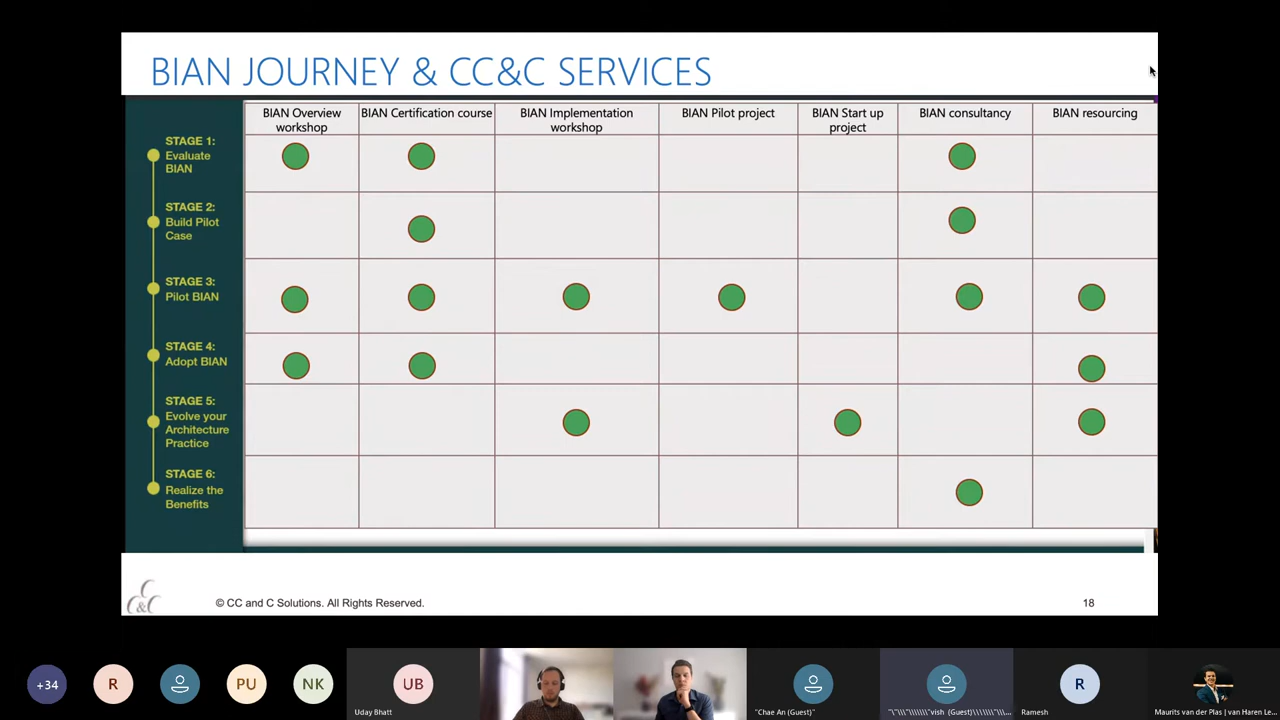 BIAN JOURNEY & CC&C SERVICES
BIAN Overview
workshop
BIAN Certification course
BIAN Implementation
workshop
BIAN Pilot project
BIAN Start up
project
BIAN consultancy
BIAN resourcing
STAGE 1:
Evaluate
BIAN
STAGE 2:
Build Pilot
Case
STAGE 3:
Pilot BIAN
STAGE 4:
Adopt BIAN
STAGE 5:
Evolve your
Architecture
Practice
STAGE 6:
Realize the
Benefits
C
C&C
© CC and C Solutions. All Rights Reserved.
18
+34
R
PU
NK
UB
R
Uday Bhatt
"Chae An (Guest)"
"\"\\"\\\\\\\"vish (Guest)\\\\\\\"\\...
Ramesh
Maurits van der Plas | van Haren Le...